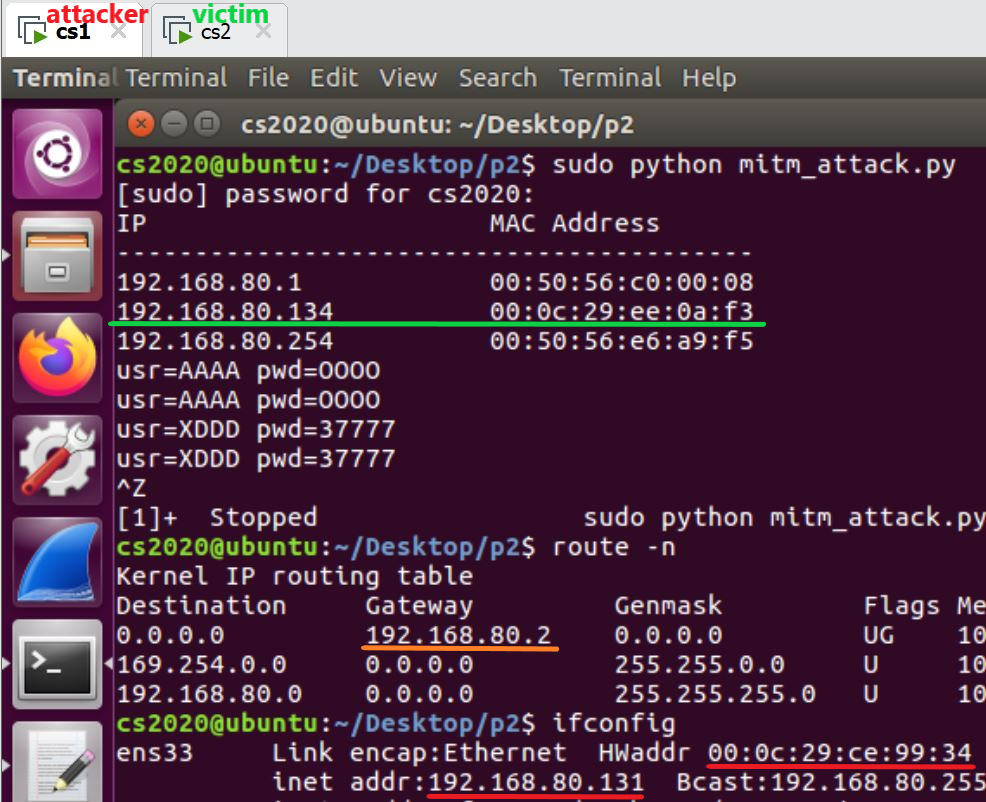 attacker victim
cs1 cs2
Terminal Terminal File Edit View Search Terminal Help
cs2020@ubuntu: ~/Desktop/p2
cs2020@ubuntu:~/Desktop/p2$ sudo python mitm_attack.py
[sudo] password for cs2020:
IP MAC Address
-----------------------------------------
192.168.80.1 00:50:56:c0:00:08
192.168.80.134 00:0c:29:ee:0a:f3
192.168.80.254 00:50:56:e6:a9:f5
usr=AAAA pwd=OOOO
usr=AAAA pwd=OOOO
usr=XDDD pwd=37777
usr=XDDD pwd=37777
^Z
[1]+ Stopped sudo python mitm_attack.py
cs2020@ubuntu:~/Desktop/p2$ route -n
Kernel IP routing table
Destination Gateway Genmask Flags Me
0.0.0.0 192.168.80.2 0.0.0.0 UG 10
169.254.0.0 0.0.0.0 255.255.0.0 U 10
192.168.80.0 0.0.0.0 255.255.255.0 U 10
cs2020@ubuntu:~/Desktop/p2$ ifconfig
ens33 Link encap:Ethernet HWaddr 00:0c:29:ce:99:34
inet addr:192.168.80.131 Bcast:192.168.80.255